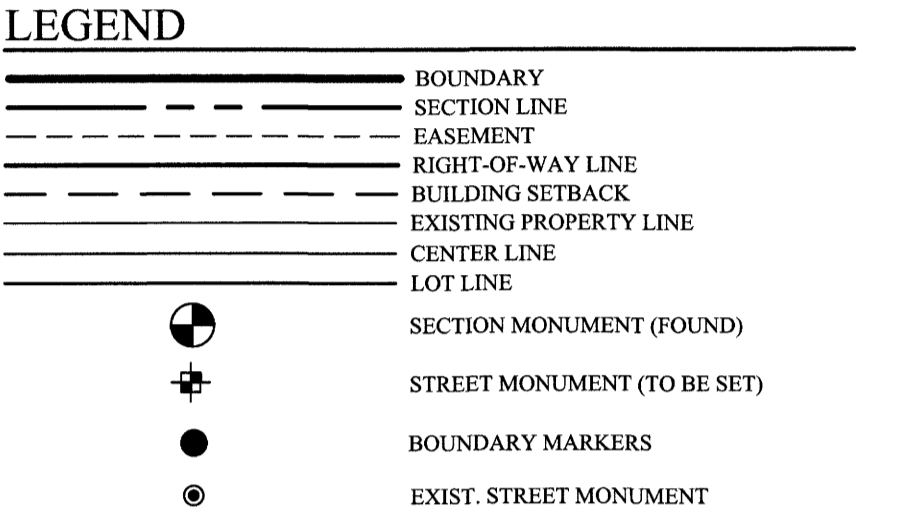 LEGEND
BOUNDARY
SECTION LINE
EASEMENT
RIGHT-OF-WAY LINE
BUILDING SETBACK
EXISTING PROPERTY LINE
CENTER LINE
LOT LINE
SECTION MONUMENT (FOUND)
STREET MONUMENT (TO BE SET)
BOUNDARY MARKERS
EXIST. STREET MONUMENT